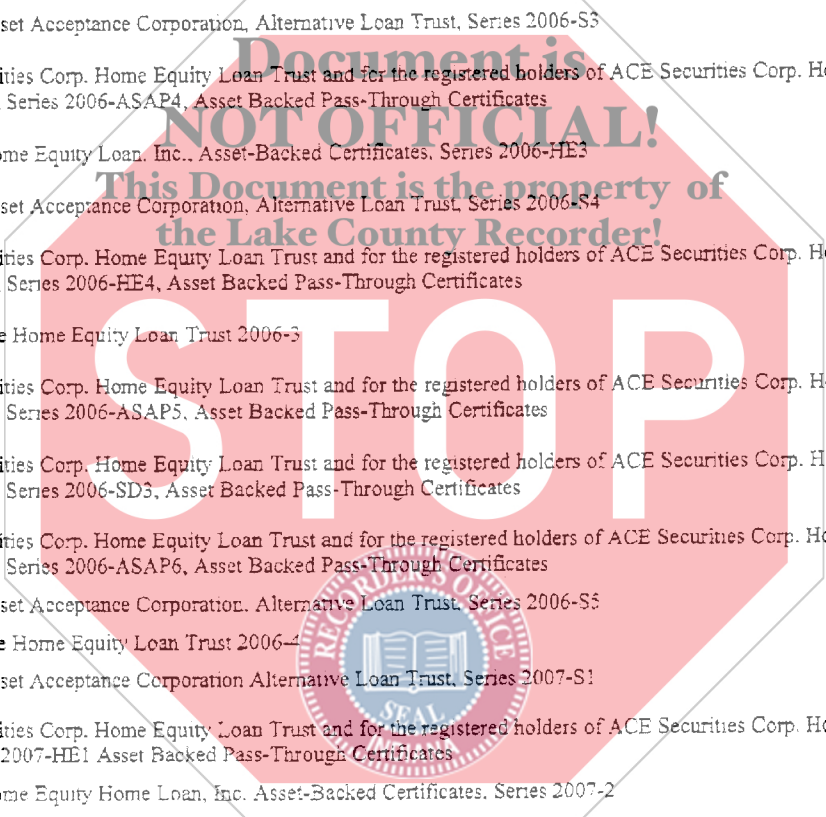 set Acceptance Corporation, Alternative Loan Trust, Series 2006-S3
Document is
ities Corp. Home Equity Loan Trust and for the registered holders of ACE Securities Corp. Ho
Series 2006-ASAP4, Asset Backed Pass-Through Certificates
NOT OFFICIAL!
ome Equity Loan, Inc., Asset-Backed Certificates, Series 2006-HE3
This Document is the property of
set Acceptance Corporation, Alternative Loan Trust, Series 2006-S4
the Lake County Recorder!
ities Corp. Home Equity Loan Trust and for the registered holders of ACE Securities Corp. Ho
Series 2006-HE4, Asset Backed Pass-Through Certificates
STOP
e Home Equity Loan Trust 2006-3
ities Corp. Home Equity Loan Trust and for the registered holders of ACE Securities Corp. H
Series 2006-ASAP5, Asset Backed Pass-Through Certificates
ities Corp. Home Equity Loan Trust and for the registered holders of ACE Securities Corp. H
Series 2006-SD3, Asset Backed Pass-Through Certificates
ities Corp. Home Equity Loan Trust and for the registered holders of ACE Securities Corp. Ho
Series 2006-ASAP6, Asset Backed Pass-Through Certificates
RECORDER'S OFFICE
set Acceptance Corporation. Alternative Loan Trust, Series 2006-S5
e Home Equity Loan Trust 2006-4
set Acceptance Corporation Alternative Loan Trust, Series 2007-S1
SEAL
ities Corp. Home Equity Loan Trust and for the registered holders of ACE Securities Corp. Ho
2007-HE1 Asset Backed Pass-Through Certificates
ome Equity Home Loan, Inc. Asset-Backed Certificates, Series 2007-2